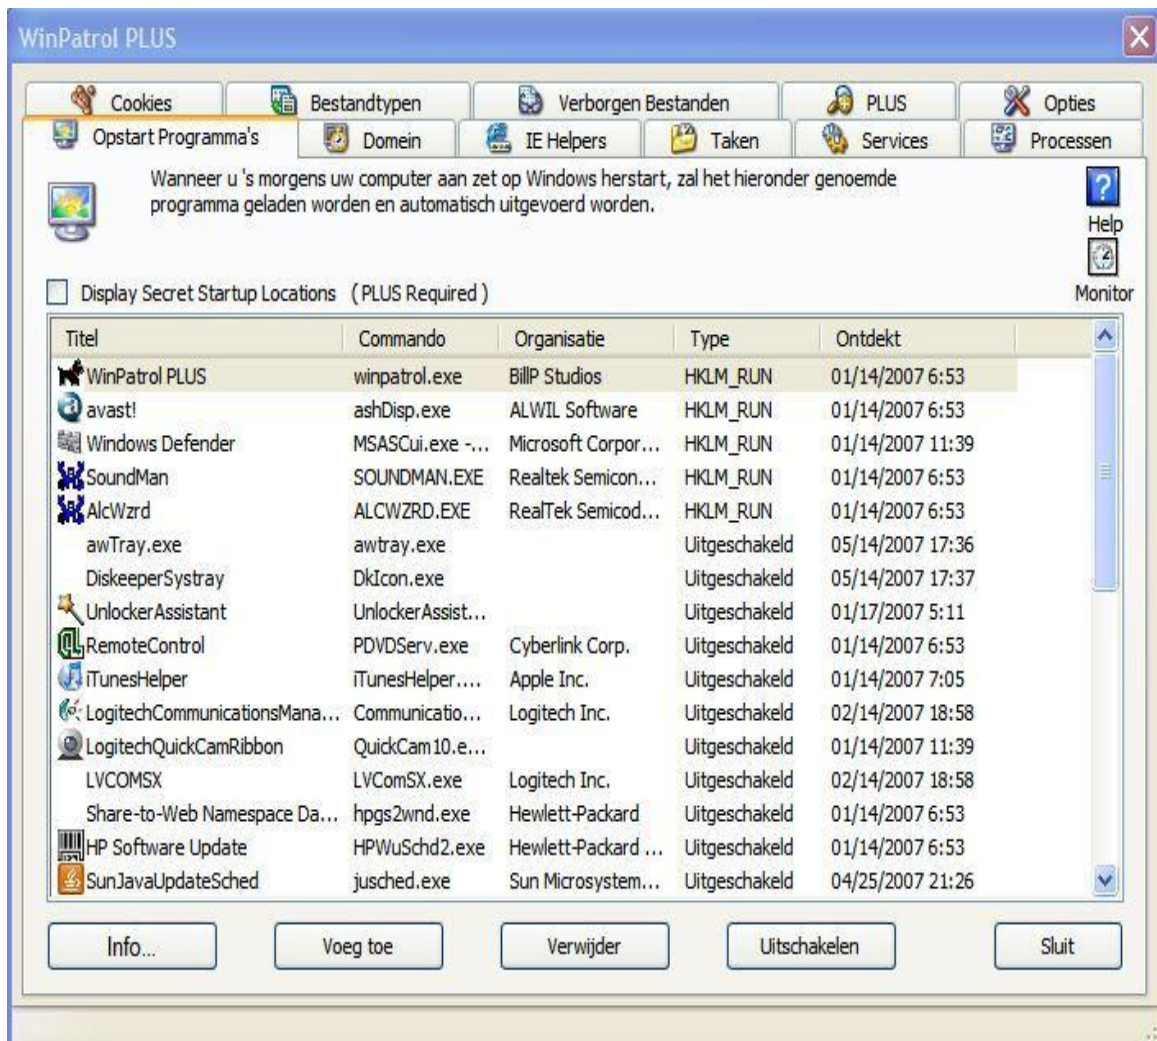 WinPatrol PLUS
Cookies Bestandtypen Verborgen Bestanden PLUS Opties
Opstart Programma's Domein IE Helpers Taken Services Processen
Wanneer u 's morgens uw computer aan zet op Windows herstart, zal het hieronder genoemde
programma geladen worden en automatisch uitgevoerd worden.
Help
Display Secret Startup Locations ( PLUS Required )
Monitor
Titel Commando Organisatie Type Ontdekt
WinPatrol PLUS winpatrol.exe BillP Studios HKLM_RUN 01/14/2007 6:53
avast! ashDisp.exe ALWIL Software HKLM_RUN 01/14/2007 6:53
Windows Defender MSASCui.exe -... Microsoft Corpor... HKLM_RUN 01/14/2007 11:39
SoundMan SOUNDMAN.EXE Realtek Semicon... HKLM_RUN 01/14/2007 6:53
AlcWzrd ALCWZRD.EXE RealTek Semicod... HKLM_RUN 01/14/2007 6:53
awTray.exe awtray.exe Uitgeschakeld 05/14/2007 17:36
DiskeeperSystray DkIcon.exe Uitgeschakeld 05/14/2007 17:37
UnlockerAssistant UnlockerAssist... Uitgeschakeld 01/17/2007 5:11
RemoteControl PDVDServ.exe Cyberlink Corp. Uitgeschakeld 01/14/2007 6:53
iTunesHelper iTunesHelper.... Apple Inc. Uitgeschakeld 01/14/2007 7:05
LogitechCommunicationsMana... Communicatio... Logitech Inc. Uitgeschakeld 02/14/2007 18:58
LogitechQuickCamRibbon QuickCam10.e... Uitgeschakeld 01/14/2007 11:39
LVCOMSX LVComSX.exe Logitech Inc. Uitgeschakeld 02/14/2007 18:58
Share-to-Web Namespace Da... hpgs2wnd.exe Hewlett-Packard Uitgeschakeld 01/14/2007 6:53
HP Software Update HPWuSchd2.exe Hewlett-Packard ... Uitgeschakeld 01/14/2007 6:53
SunJavaUpdateSched jusched.exe Sun Microsystem... Uitgeschakeld 04/25/2007 21:26
Info... Voeg toe Verwijder Uitschakelen Sluit